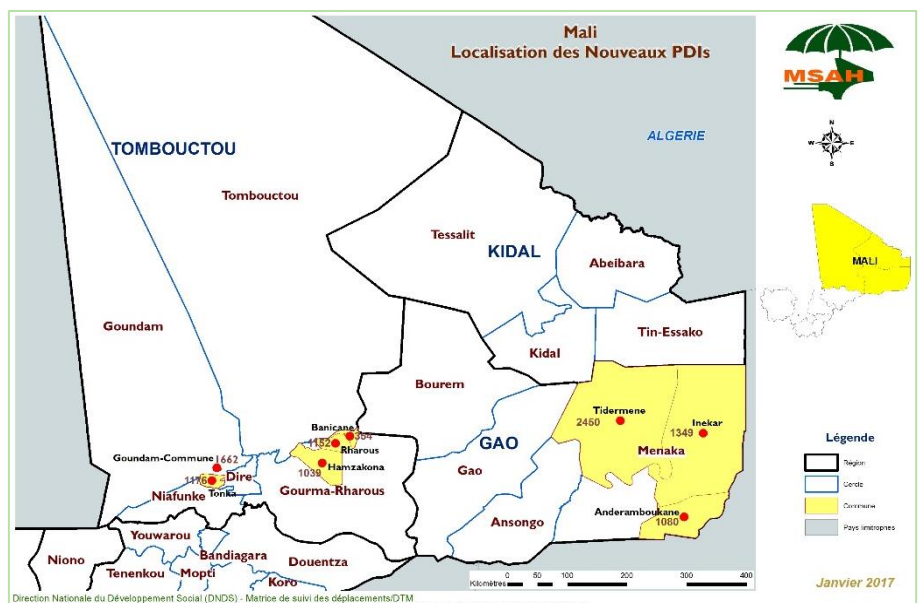 Mali
Localisation des Nouveaux PDIs
MSAH
N
W E
S
ALGERIE
TOMBOUCTOU
Tombouctou
Tessalit
KIDAL
Abeibara
MALI
Goundam
Tin-Essako
Kidal
Bourem
Tidermene
2450
Inekar
1349
Banicane
354
1152
Rharous
GAO
Menaka
Légende
Goundam-Commune
1662
Hamzakona
1039
Gao
Région
1176
Dire
Tonka
Niafunke
Gourma-Rharous
Cercle
Ansongo
Anderamboukane
1080
Commune
Youwarou
Bandiagara
Douentza
Pays limitrophes
Niono
Tenenkou
Mopti
Koro
Kilomètres
0 50 100 200 300 400
Janvier 2017
Direction Nationale du Développement Social (DNDS) - Matrice de suivi des déplacements/DTM